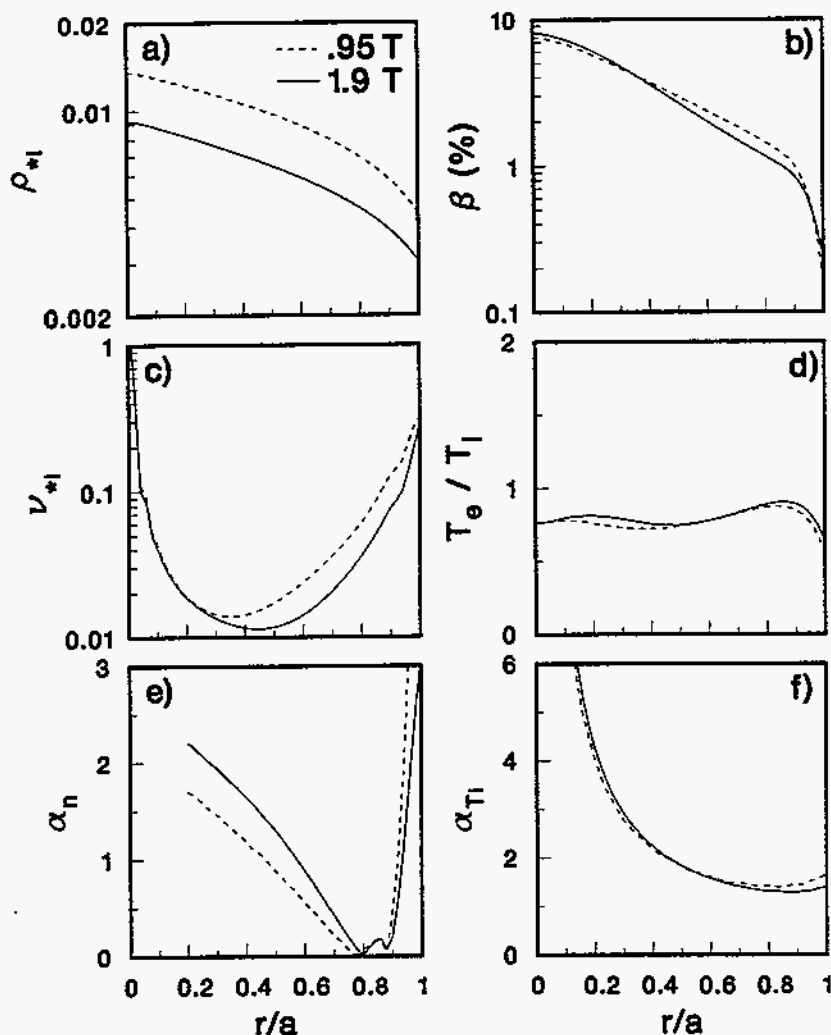 a)
.95 T
1.9 T
0.02
0.01
0.002
ρ*i
b)
10
1
0.1
β (%)
c)
1
0.1
0.01
ν*i
d)
2
1
0
Te / Ti
e)
3
2
1
0
αn
0 0.2 0.4 0.6 0.8 1
r/a
f)
6
4
2
0
αTi
0 0.2 0.4 0.6 0.8 1
r/a